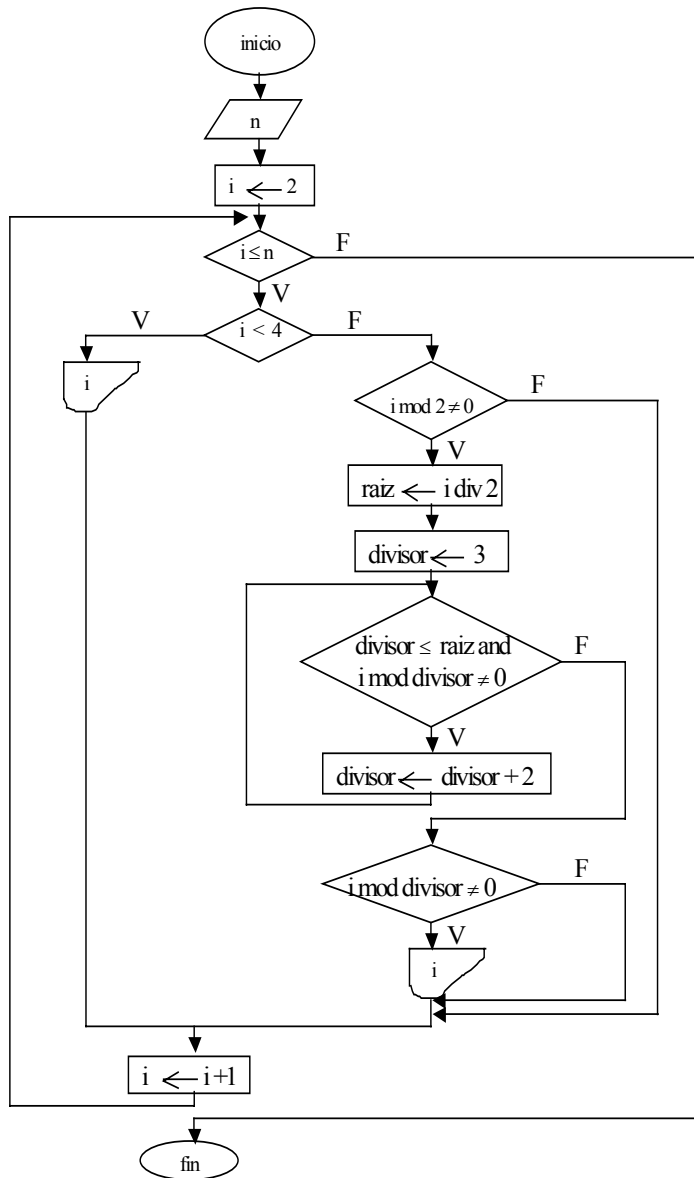 inicio
n
i ← 2
i ≤ n
F
V
V
i < 4
F
i
i mod 2 ≠ 0
F
V
raiz ← i div 2
divisor ← 3
divisor ≤ raiz and
i mod divisor ≠ 0
F
V
divisor ← divisor + 2
i mod divisor ≠ 0
F
V
i
i ← i +1
fin